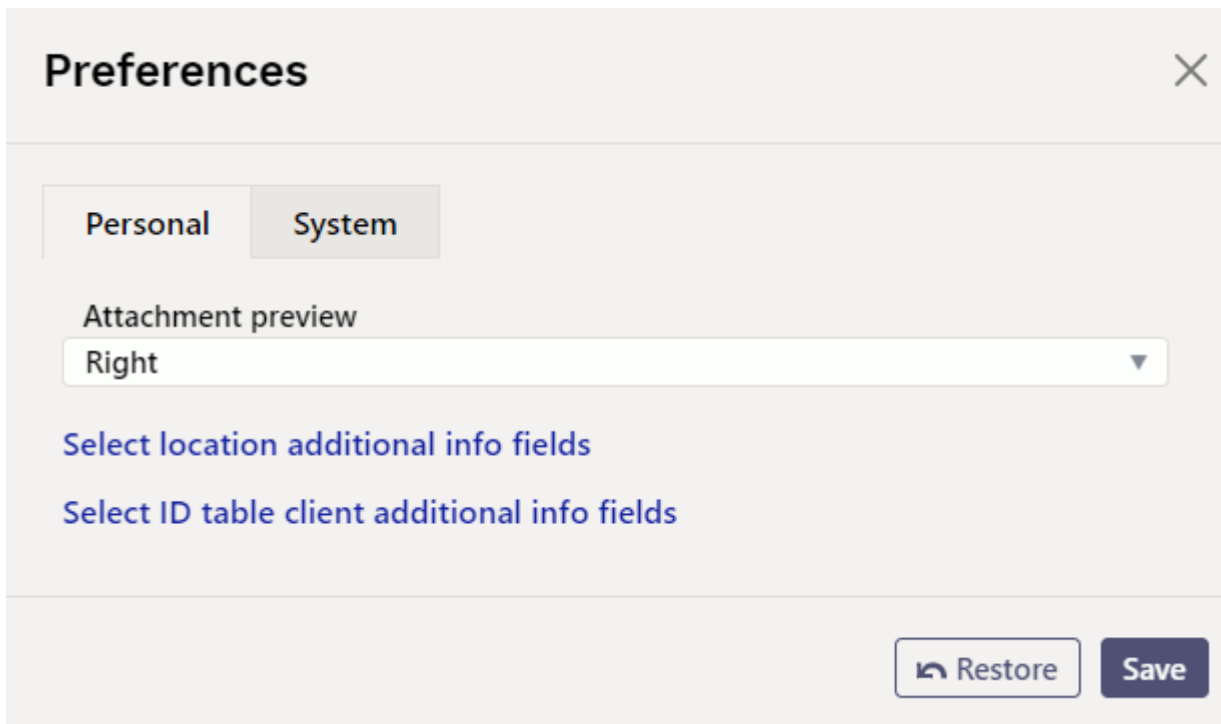 Preferences
Personal System
Attachment preview
Right
Select location additional info fields
Select ID table client additional info fields
Restore Save